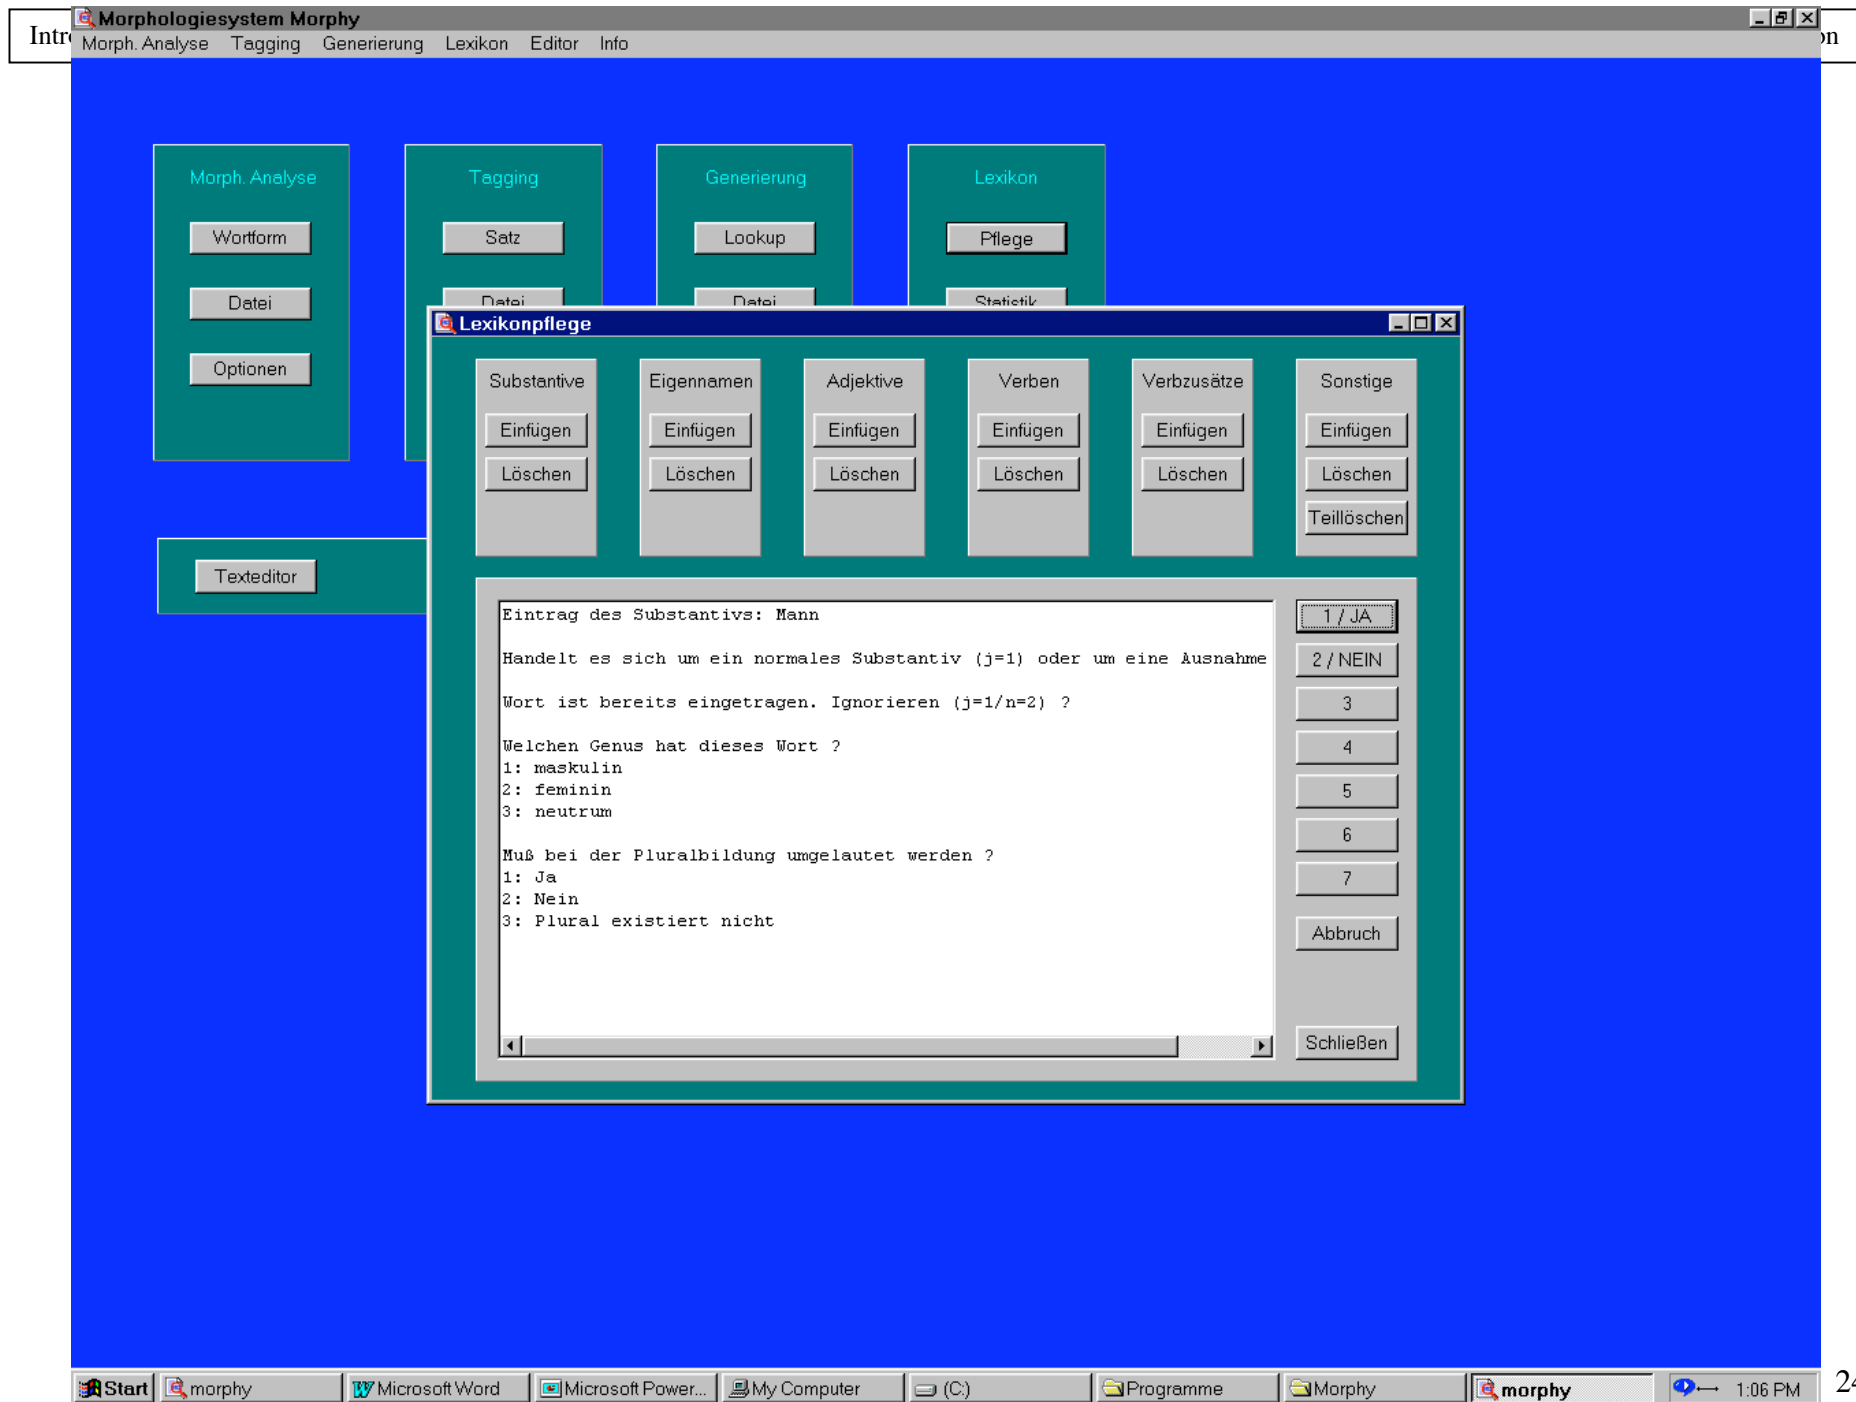 Morphologiesystem Morphy
Intr on
Morph. Analyse Tagging Generierung Lexikon Editor Info
Morph. Analyse Tagging Generierung Lexikon
Wortform Satz Lookup Pflege
Datei Datei Datei Statistik
Optionen
Texteditor
Lexikonpflege
Substantive Eigennamen Adjektive Verben Verbzusätze Sonstige
Einfügen Einfügen Einfügen Einfügen Einfügen Einfügen
Löschen Löschen Löschen Löschen Löschen Löschen
Teillöschen
Eintrag des Substantivs: Mann
Handelt es sich um ein normales Substantiv (j=1) oder um eine Ausnahme
Wort ist bereits eingetragen. Ignorieren (j=1/n=2) ?
Welchen Genus hat dieses Wort ?
1: maskulin
2: feminin
3: neutrum
Muß bei der Pluralbildung umgelautet werden ?
1: Ja
2: Nein
3: Plural existiert nicht
1 / JA
2 / NEIN
3
4
5
6
7
Abbruch
Schließen
Start morphy Microsoft Word Microsoft Power... My Computer (C:) Programme Morphy morphy 1:06 PM
24